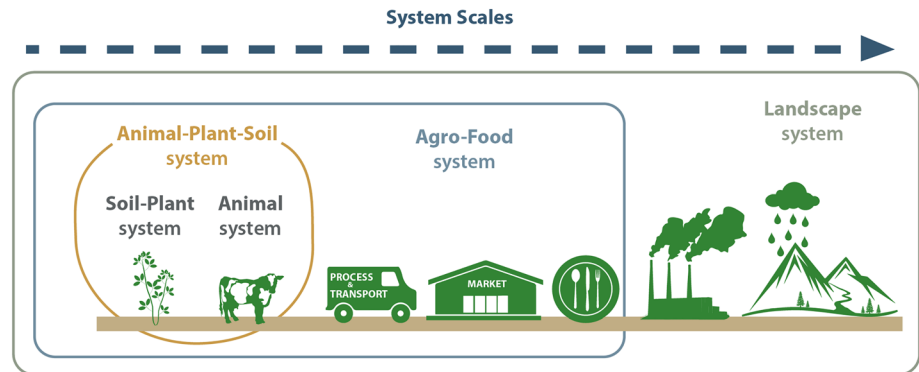 System Scales
Landscape
system
Animal-Plant-Soil
system
Agro-Food
system
Soil-Plant
system
Animal
system
PROCESS
&
TRANSPORT
MARKET